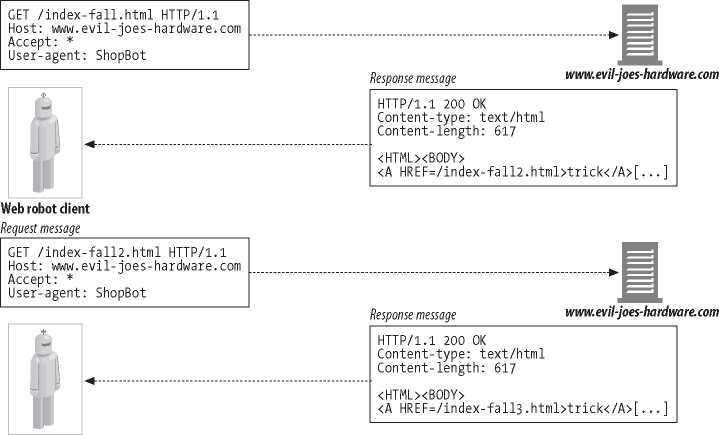 GET /index-fall.html HTTP/1.1
Host: www.evil-joes-hardware.com
Accept: *
User-agent: ShopBot
www.evil-joes-hardware.com
Response message
HTTP/1.1 200 OK
Content-type: text/html
Content-length: 617
<HTML><BODY>
<A HREF=/index-fall2.html>trick</A>[...]
Web robot client
Request message
GET /index-fall2.html HTTP/1.1
Host: www.evil-joes-hardware.com
Accept: *
User-agent: ShopBot
www.evil-joes-hardware.com
Response message
HTTP/1.1 200 OK
Content-type: text/html
Content-length: 617
<HTML><BODY>
<A HREF=/index-fall3.html>trick</A>[...]